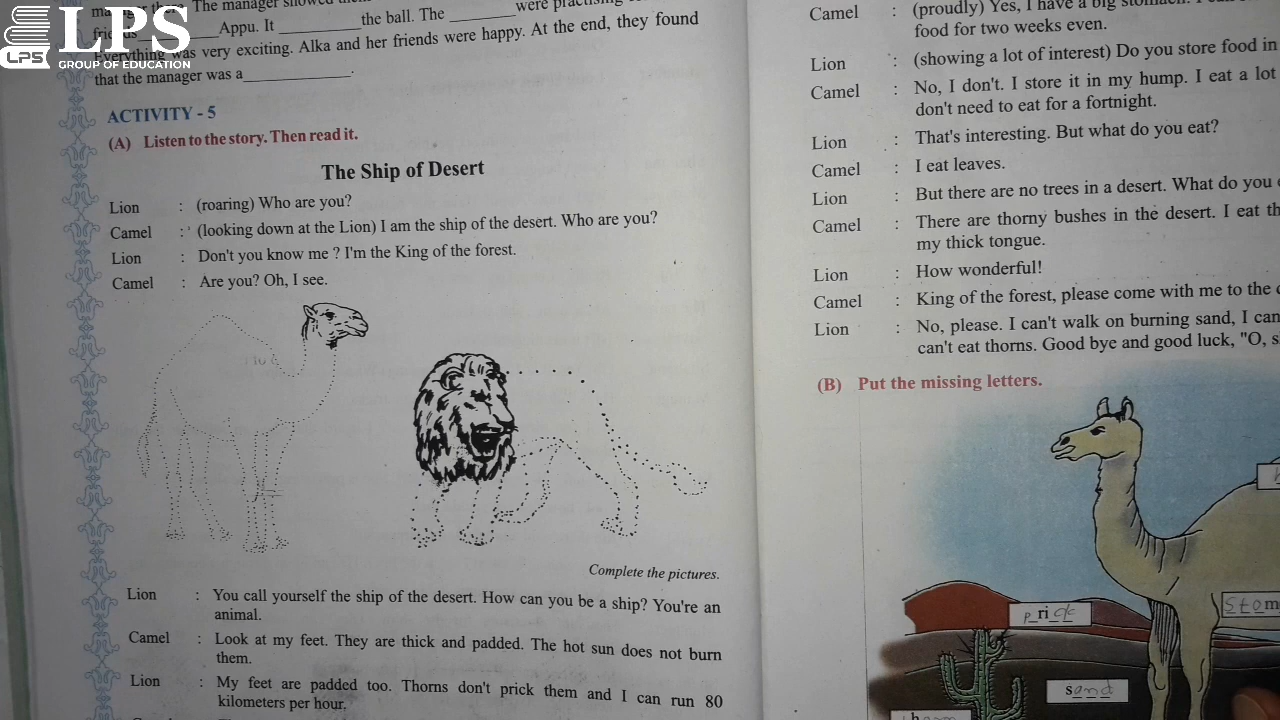 LPS
GROUP OF EDUCATION
LPS
The manager showed
Appu. It ________ the ball. The ________ were
Everything was very exciting. Alka and her friends were happy. At the end, they found
that the manager was a____________.
ACTIVITY - 5
(A) Listen to the story. Then read it.
The Ship of Desert
Lion : (roaring) Who are you?
Camel : (looking down at the Lion) I am the ship of the desert. Who are you?
Lion : Don't you know me ? I'm the King of the forest.
Camel : Are you? Oh, I see.
Complete the pictures.
Lion : You call yourself the ship of the desert. How can you be a ship? You're an
animal.
Camel : Look at my feet. They are thick and padded. The hot sun does not burn
them.
Lion : My feet are padded too. Thorns don't prick them and I can run 80
kilometers per hour.
Camel : (proudly) Yes, I have a big stomach. I
food for two weeks even.
Lion : (showing a lot of interest) Do you store food in
Camel : No, I don't. I store it in my hump. I eat a lot
don't need to eat for a fortnight.
Lion : That's interesting. But what do you eat?
Camel : I eat leaves.
Lion : But there are no trees in a desert. What do you
Camel : There are thorny bushes in the desert. I eat
my thick tongue.
Lion : How wonderful!
Camel : King of the forest, please come with me to the
Lion : No, please. I can't walk on burning sand, I can
can't eat thorns. Good bye and good luck, "O,
(B) Put the missing letters.
prick
Stom
sand